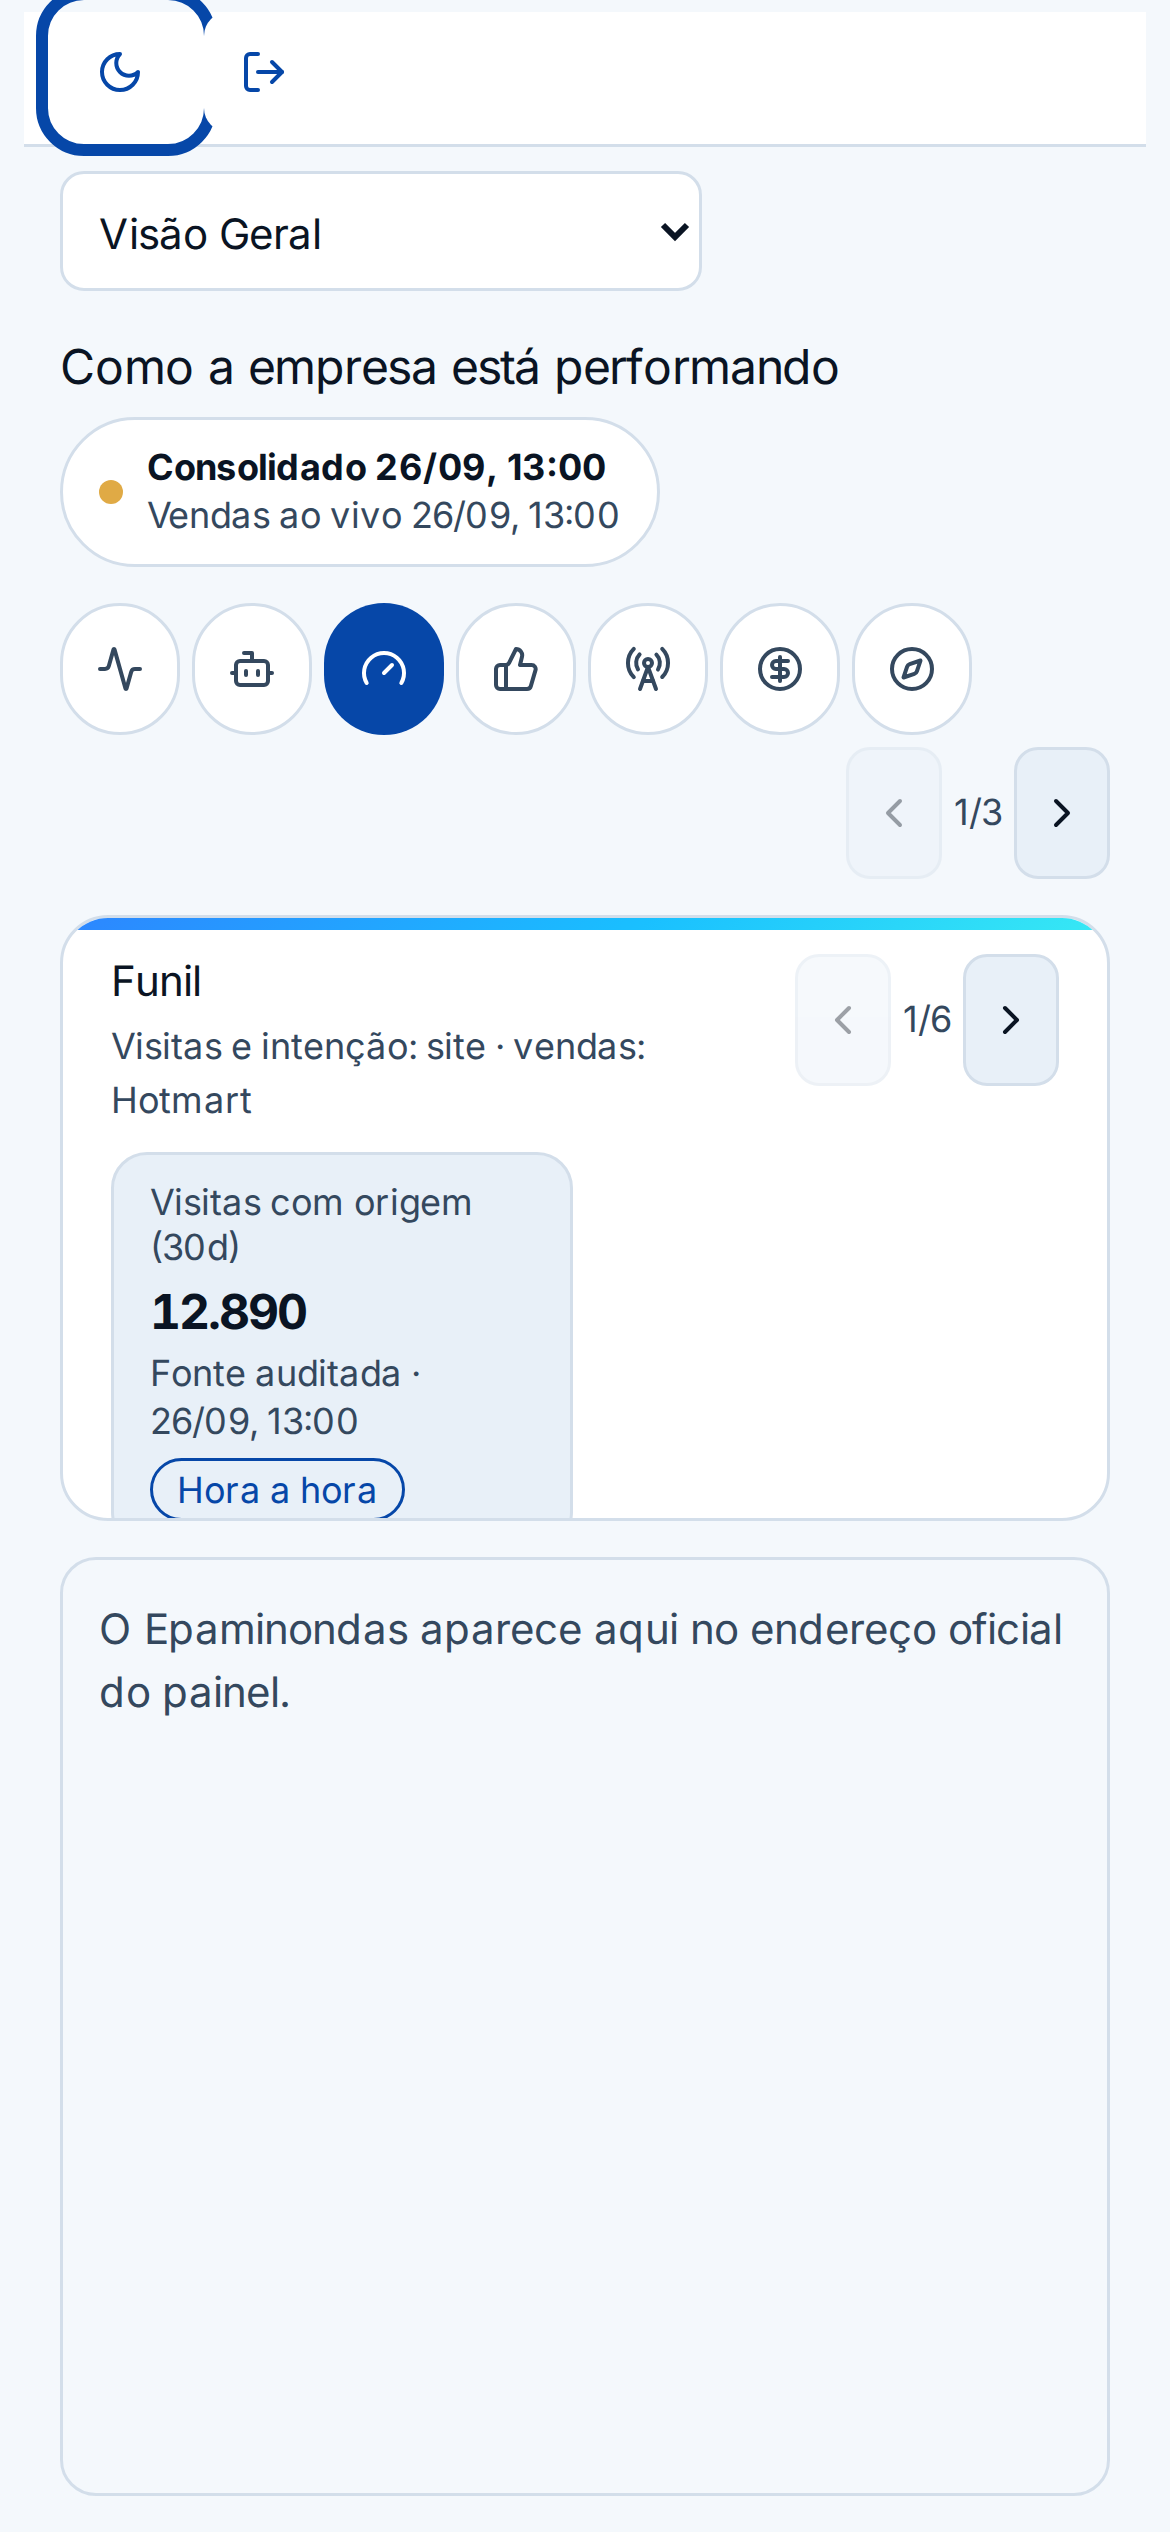 Visão Geral
Como a empresa está performando
Consolidado 26/09, 13:00
Vendas ao vivo 26/09, 13:00
1/3
Funil
1/6
Visitas e intenção: site · vendas:
Hotmart
Visitas com origem
(30d)
12.890
Fonte auditada ·
26/09, 13:00
Hora a hora
O Epaminondas aparece aqui no endereço oficial
do painel.